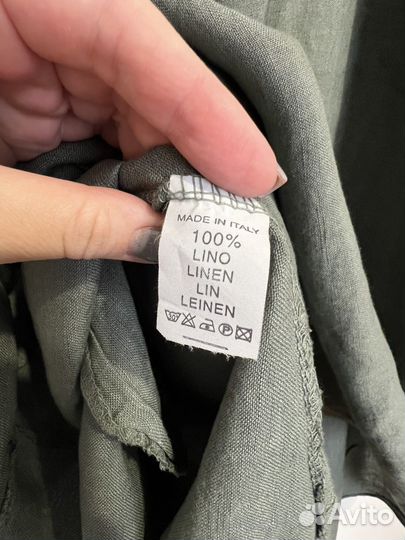 MADE IN ITALY
100%
LINO
LINEN
LIN
LEINEN
Avito